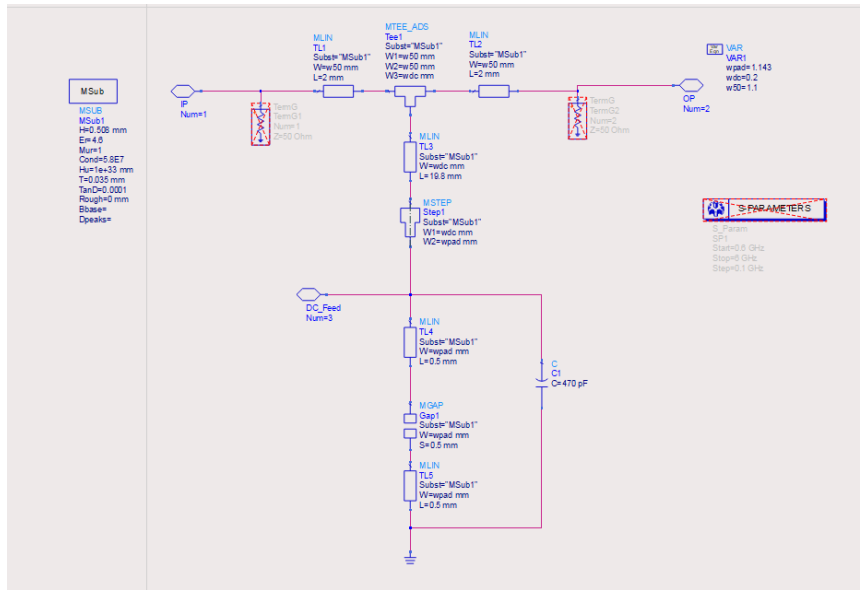 MSub
MSUB
MSub1
H=0.508 mm
Er=4.6
Mur=1
Cond=5.8E7
Hu=1e+33 mm
T=0.035 mm
TanD=0.0001
Rough=0 mm
Bbase=
Dpeaks=
IP
Num=1
TermG
TermG1
Num=1
Z=50 Ohm
MLIN
TL1
Subst="MSub1"
W=w50 mm
L=2 mm
MTEE_ADS
Tee1
Subst="MSub1"
W1=w50 mm
W2=w50 mm
W3=wdc mm
MLIN
TL2
Subst="MSub1"
W=w50 mm
L=2 mm
TermG
TermG2
Num=2
Z=50 Ohm
OP
Num=2
VAR
VAR1
wpad=1.143
wdc=0.2
w50=1.1
MLIN
TL3
Subst="MSub1"
W=wdc mm
L=19.8 mm
MSTEP
Step1
Subst="MSub1"
W1=wdc mm
W2=wpad mm
S-PARAMETERS
S_Param
SP1
Start=0.6 GHz
Stop=6 GHz
Step=0.1 GHz
DC_Feed
Num=3
MLIN
TL4
Subst="MSub1"
W=wpad mm
L=0.5 mm
C
C1
C=470 pF
MGAP
Gap1
Subst="MSub1"
W=wpad mm
S=0.5 mm
MLIN
TL5
Subst="MSub1"
W=wpad mm
L=0.5 mm